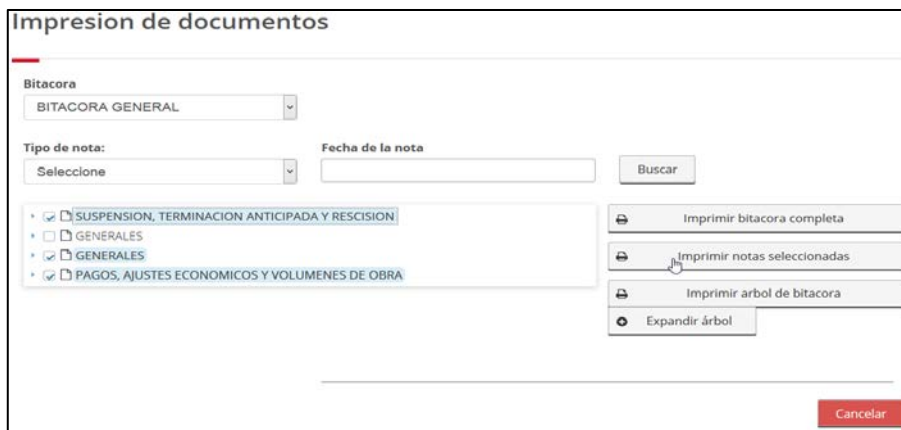 Impresion de documentos
Bitacora
BITACORA GENERAL
Tipo de nota:
Fecha de la nota
Seleccione
Buscar
SUSPENSION, TERMINACION ANTICIPADA Y RESCISION
GENERALES
GENERALES
PAGOS, AJUSTES ECONOMICOS Y VOLUMENES DE OBRA
Imprimir bitacora completa
Imprimir notas seleccionadas
Imprimir arbol de bitacora
Expandir árbol
Cancelar